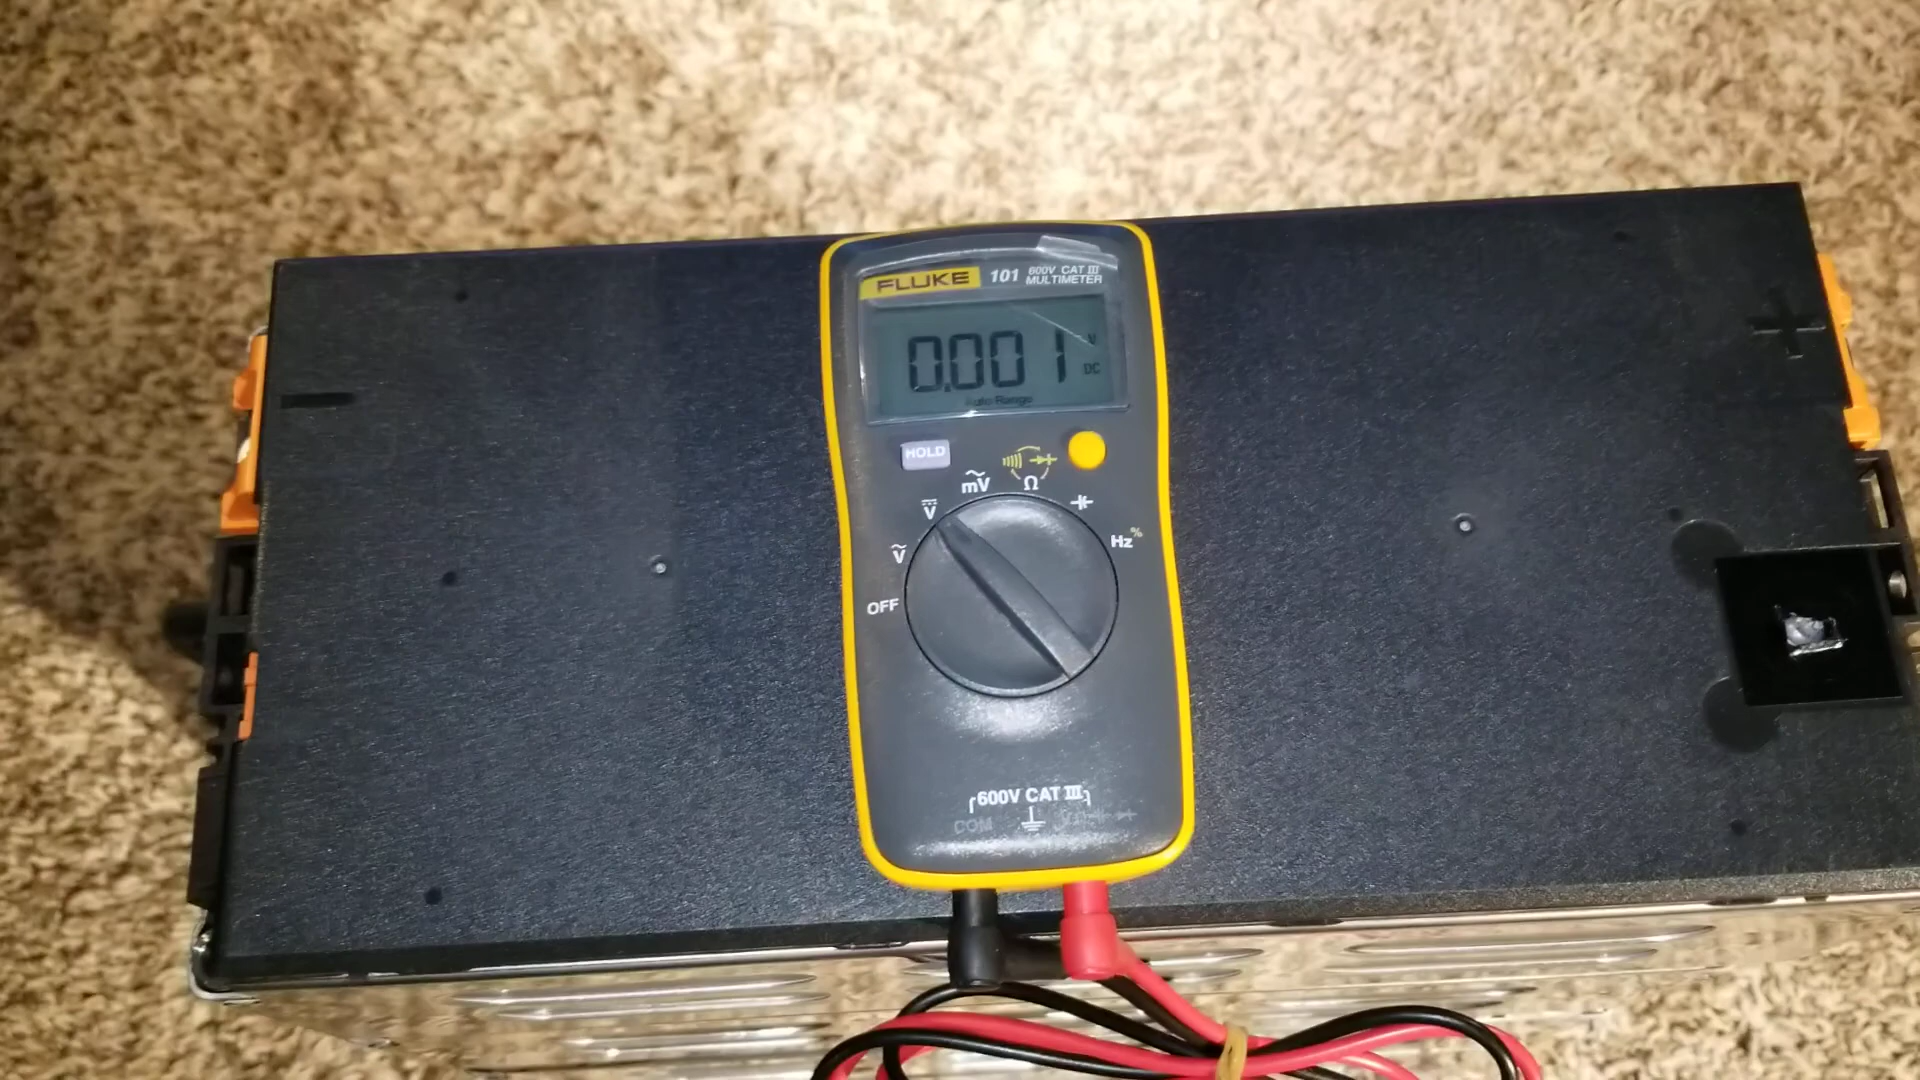 FLUKE 101 600V CAT III
MULTIMETER
0.001 V
DC
Auto Range
HOLD
mV
Ω
V
Hz%
V
OFF
600V CAT III
COM
−
+